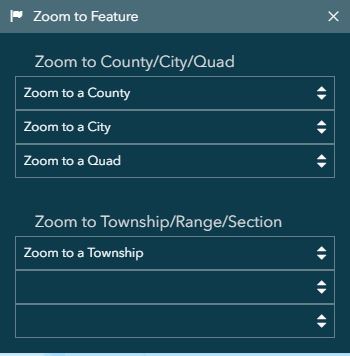 Zoom to Feature
Zoom to County/City/Quad
Zoom to a County
Zoom to a City
Zoom to a Quad
Zoom to Township/Range/Section
Zoom to a Township